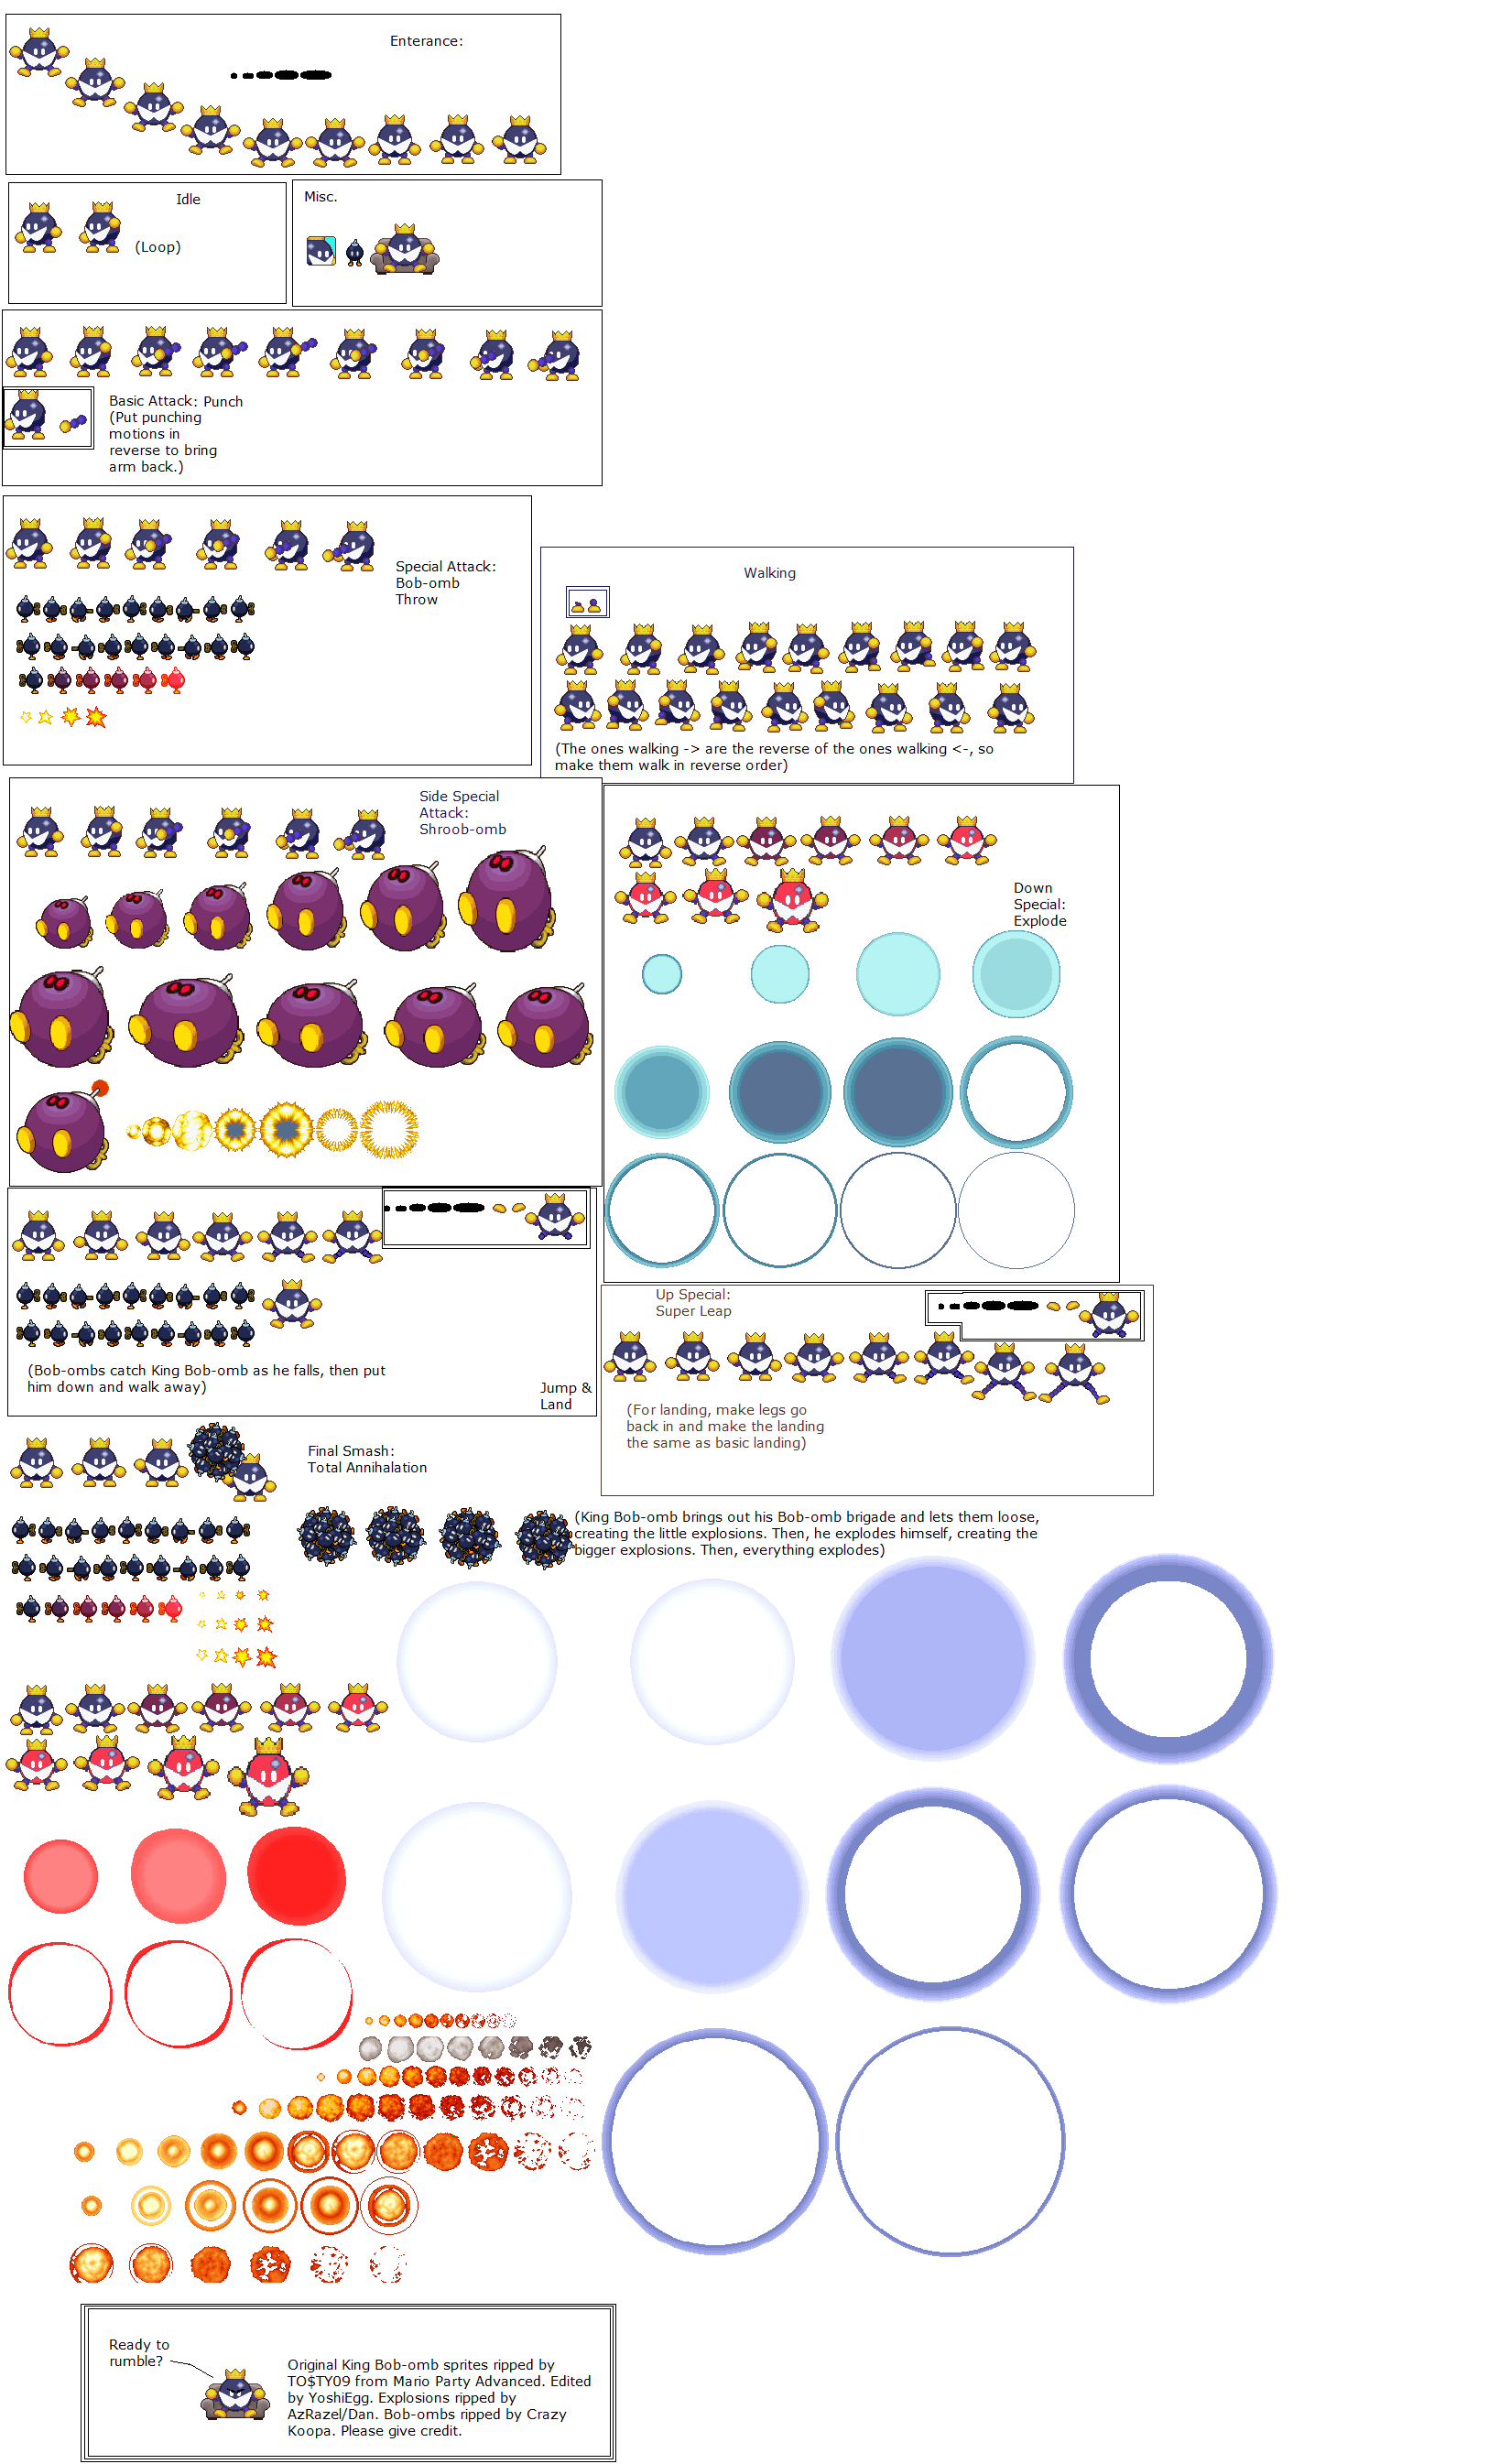 Enterance:
Idle
(Loop)
Misc.
Basic Attack: Punch
(Put punching
motions in
reverse to bring
arm back.)
Special Attack:
Bob-omb
Throw
Walking
(The ones walking -> are the reverse of the ones walking <-, so
make them walk in reverse order)
Side Special
Attack:
Shroob-omb
Down
Special:
Explode
(Bob-ombs catch King Bob-omb as he falls, then put
him down and walk away)
Jump &
Land
Up Special:
Super Leap
(For landing, make legs go
back in and make the landing
the same as basic landing)
Final Smash:
Total Annihalation
(King Bob-omb brings out his Bob-omb brigade and lets them loose,
creating the little explosions. Then, he explodes himself, creating the
bigger explosions. Then, everything explodes)
Ready to
rumble?
Original King Bob-omb sprites ripped by
TO$TY09 from Mario Party Advanced. Edited
by YoshiEgg. Explosions ripped by
AzRazel/Dan. Bob-ombs ripped by Crazy
Koopa. Please give credit.